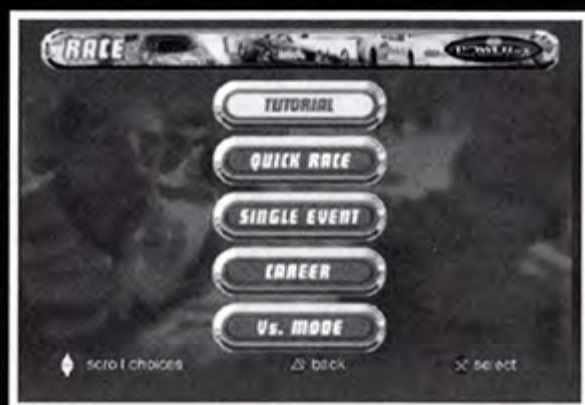 RACE
TUTORIAL
QUICK RACE
SINGLE EVENT
CAREER
Vs. MODE
scroll choices △ back ✕ select